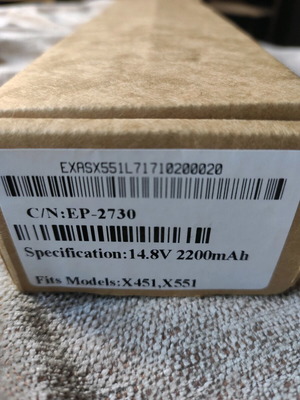 EXASX551L71710200020
C/N:EP-2730
Specification:14.8V 2200mAh
Fits Models:X451,X551